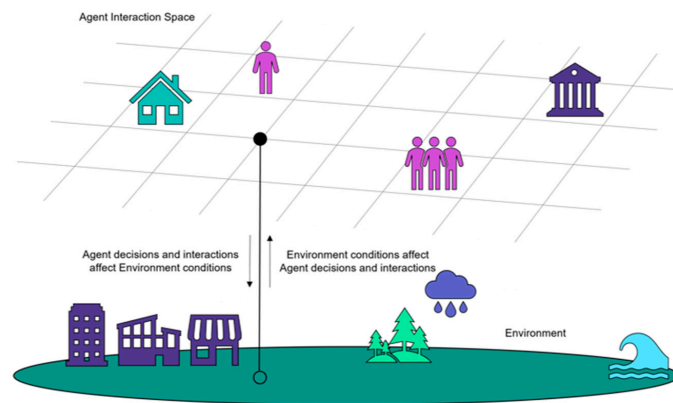 Agent Interaction Space
Agent decisions and interactions
affect Environment conditions
Environment conditions affect
Agent decisions and interactions
Environment